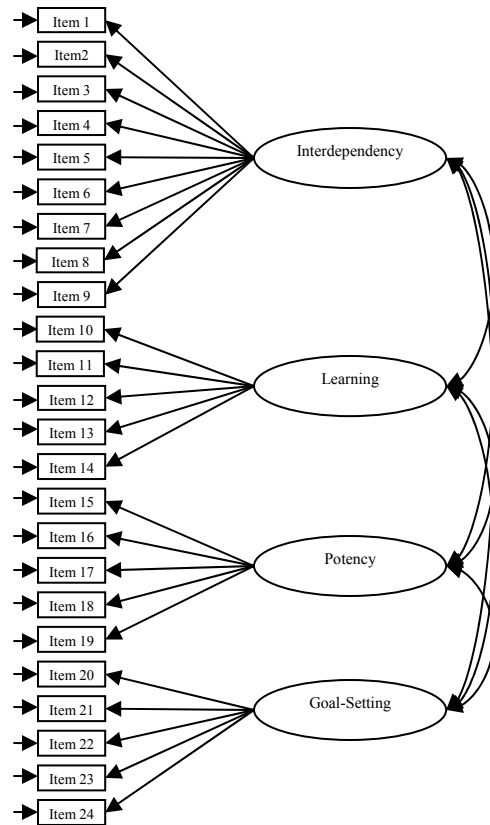 Item 1
Item2
Item 3
Item 4
Interdependency
Item 5
Item 6
Item 7
Item 8
Item 9
Item 10
Item 11
Learning
Item 12
Item 13
Item 14
Item 15
Item 16
Potency
Item 17
Item 18
Item 19
Item 20
Goal-Setting
Item 21
Item 22
Item 23
Item 24